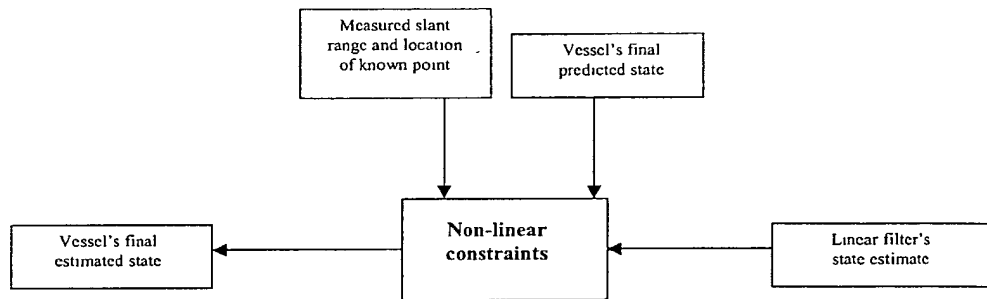 Measured slant
range and location
of known point
Vessel's final
predicted state
Non-linear
constraints
Vessel's final
estimated state
Linear filter's
state estimate